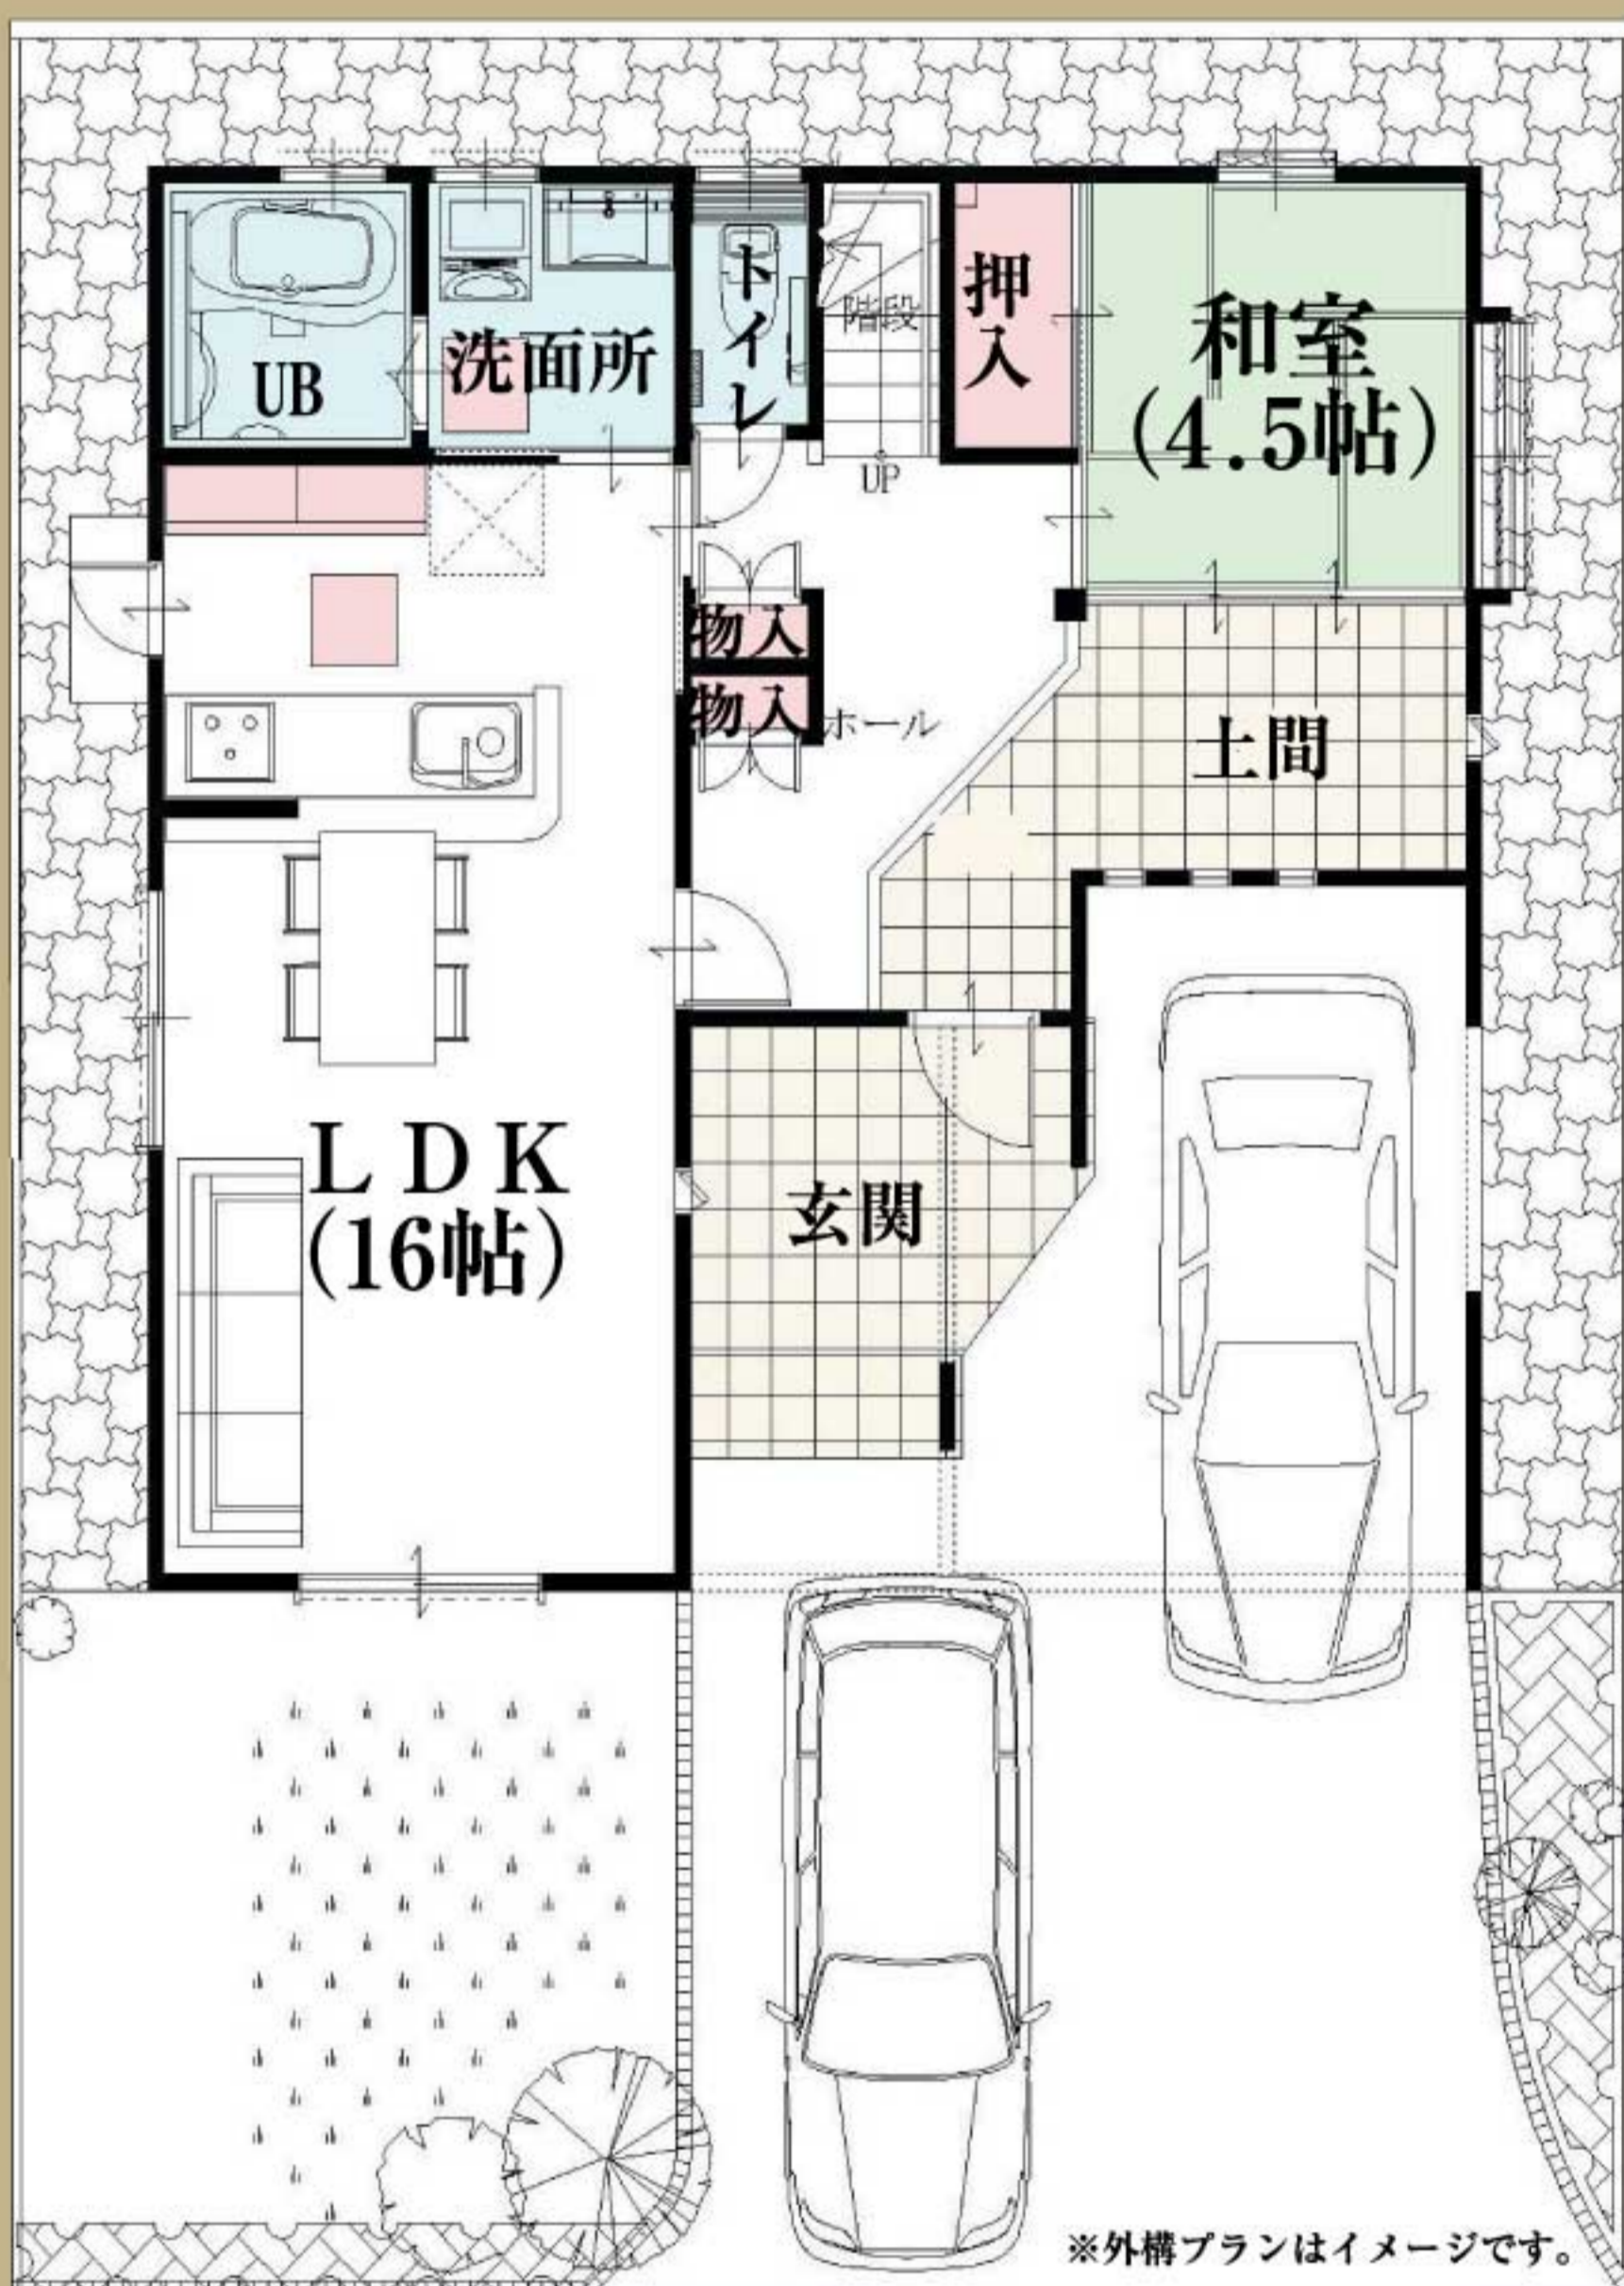 UB
洗面所
トイレ
階段
押入
和室
(4.5帖)
UP
物入
物入
ホール
土間
LDK
(16帖)
玄関
※外構プランはイメージです。